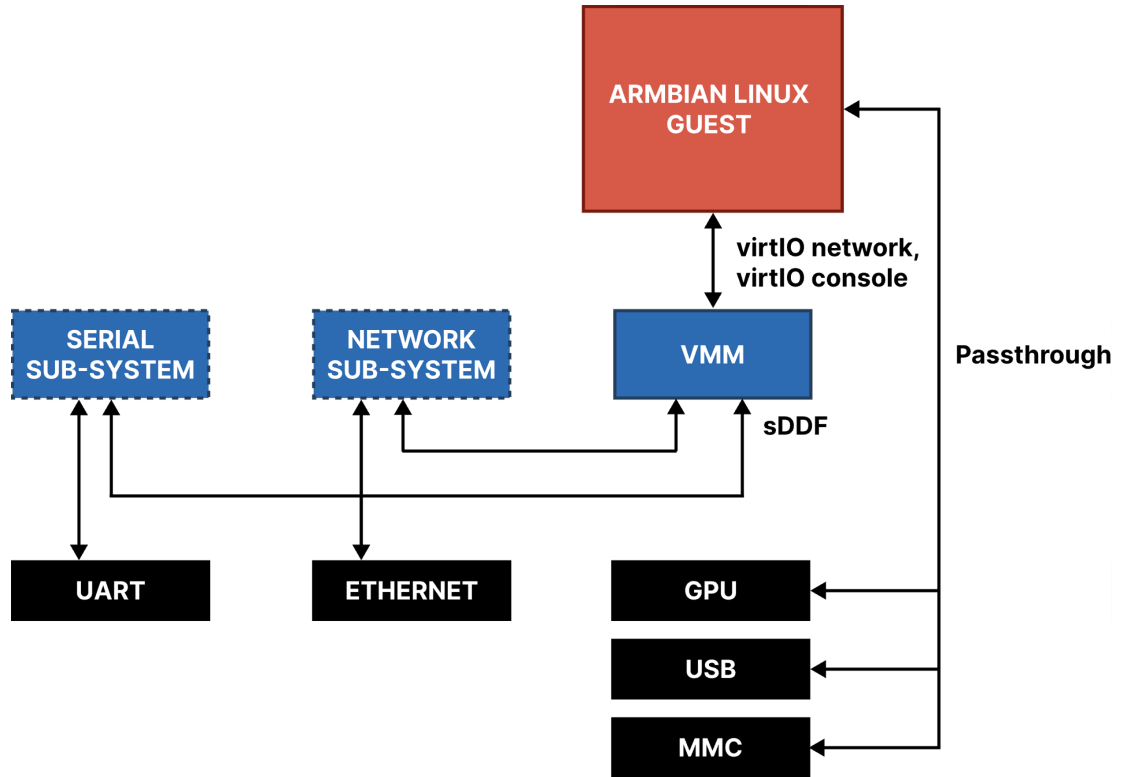 ARMBIAN LINUX
GUEST
virtIO network,
virtIO console
SERIAL
SUB-SYSTEM
NETWORK
SUB-SYSTEM
VMM
Passthrough
sDDF
UART
ETHERNET
GPU
USB
MMC